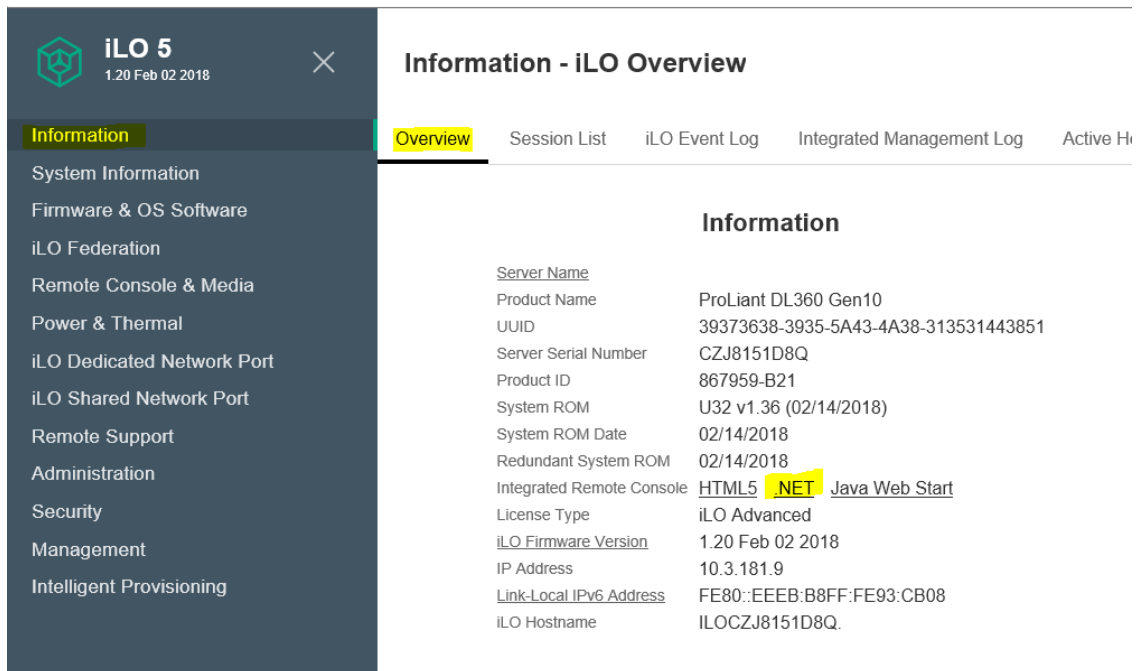 iLO 5
1.20 Feb 02 2018
Information
System Information
Firmware & OS Software
iLO Federation
Remote Console & Media
Power & Thermal
iLO Dedicated Network Port
iLO Shared Network Port
Remote Support
Administration
Security
Management
Intelligent Provisioning
Information - iLO Overview
Overview Session List iLO Event Log Integrated Management Log Active He
Information
Server Name
Product Name ProLiant DL360 Gen10
UUID 39373638-3935-5A43-4A38-313531443851
Server Serial Number CZJ8151D8Q
Product ID 867959-B21
System ROM U32 v1.36 (02/14/2018)
System ROM Date 02/14/2018
Redundant System ROM 02/14/2018
Integrated Remote Console HTML5 .NET Java Web Start
License Type iLO Advanced
iLO Firmware Version 1.20 Feb 02 2018
IP Address 10.3.181.9
Link-Local IPv6 Address FE80::EEEB:B8FF:FE93:CB08
iLO Hostname ILOCZJ8151D8Q.